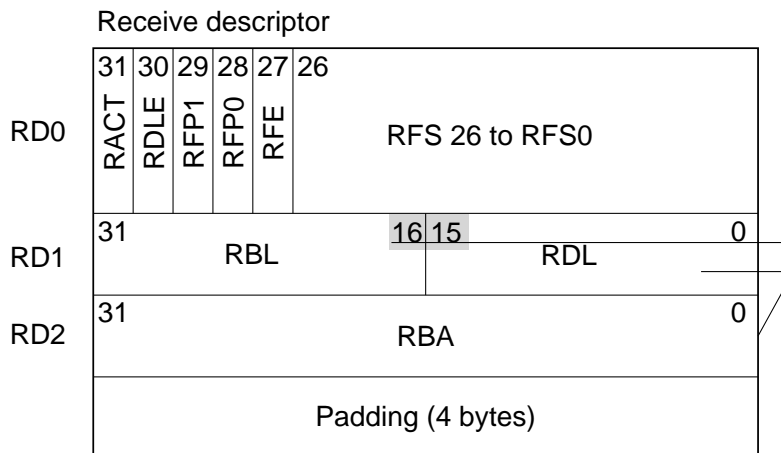 Receive descriptor
31 30 29 28 27 26
RD0 RACT RDLE RFP1 RFP0 RFE RFS 26 to RFS0
31 16 15 0
RD1 RBL RDL
31 0
RD2 RBA
Padding (4 bytes)